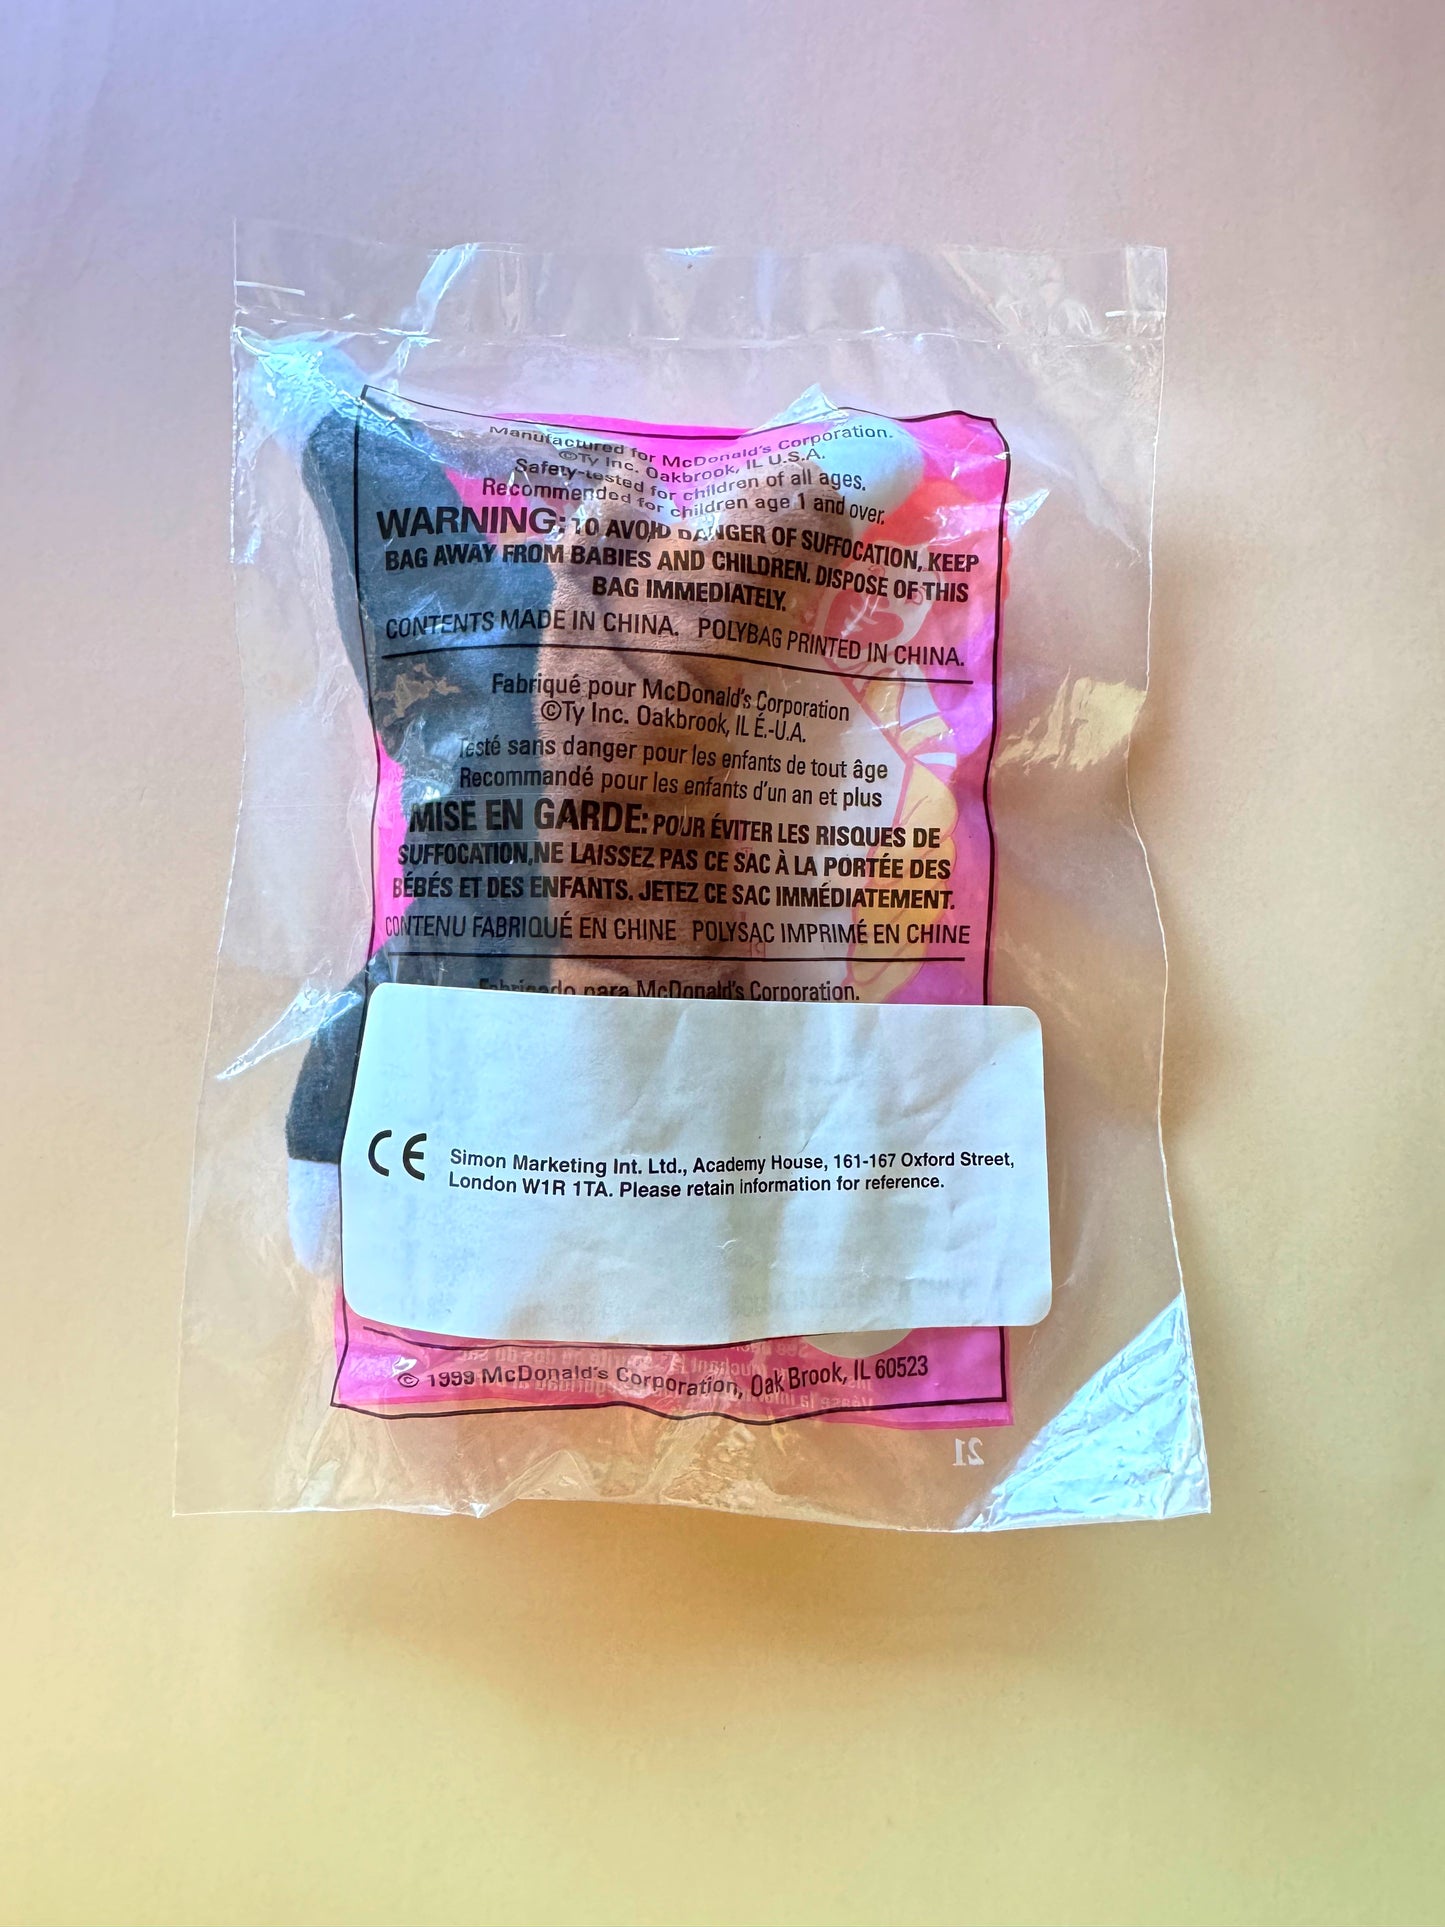 Manufactured for McDonald's Corporation.
©Ty Inc. Oakbrook, IL U.S.A.
Safety-tested for children of all ages.
Recommended for children age 1 and over.
WARNING: TO AVOID DANGER OF SUFFOCATION, KEEP
BAG AWAY FROM BABIES AND CHILDREN. DISPOSE OF THIS
BAG IMMEDIATELY.
CONTENTS MADE IN CHINA. POLYBAG PRINTED IN CHINA.
Fabriqué pour McDonald's Corporation
©Ty Inc. Oakbrook, IL É.-U.A.
Testé sans danger pour les enfants de tout âge
Recommandé pour les enfants d'un an et plus
MISE EN GARDE: POUR ÉVITER LES RISQUES DE
SUFFOCATION, NE LAISSEZ PAS CE SAC À LA PORTÉE DES
BÉBÉS ET DES ENFANTS. JETEZ CE SAC IMMÉDIATEMENT.
CONTENU FABRIQUÉ EN CHINE POLYSAC IMPRIMÉ EN CHINE
Fabricado para McDonald's Corporation.
CE Simon Marketing Int. Ltd., Academy House, 161-167 Oxford Street,
London W1R 1TA. Please retain information for reference.
© 1999 McDonald's Corporation, Oak Brook, IL 60523
21